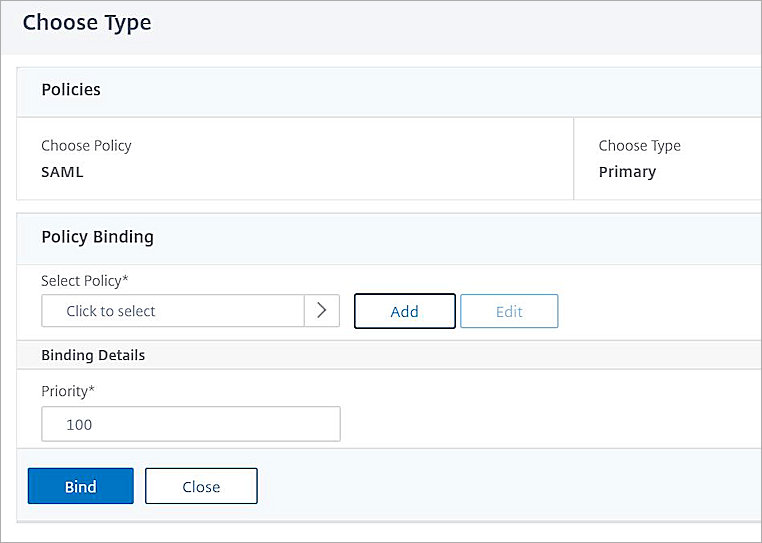 Choose Type
Policies
Choose Policy
Choose Type
SAML
Primary
Policy Binding
Select Policy*
Click to select
Add
Edit
Binding Details
Priority*
100
Bind
Close